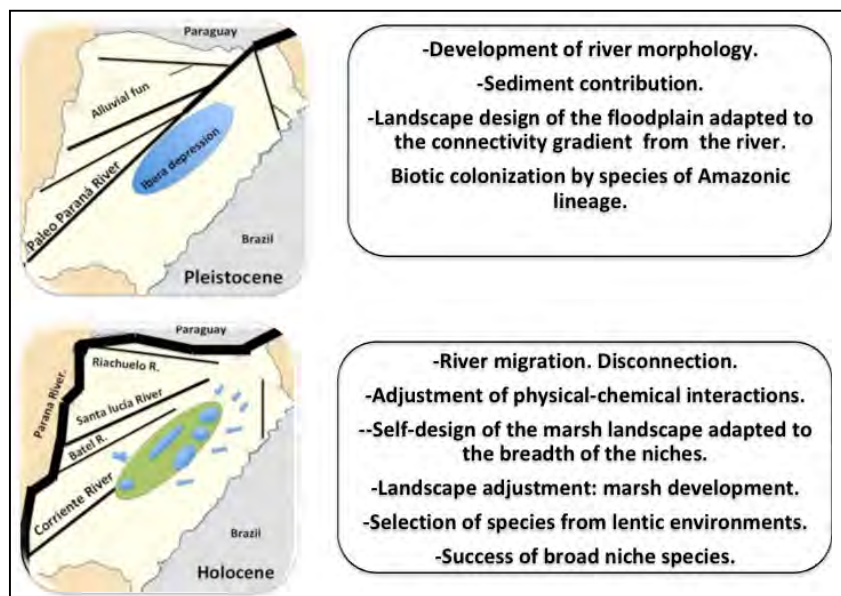 Paraguay
Alluvial fun
Ibera depression
Paleo Paraná River
Brazil
Pleistocene
-Development of river morphology.
-Sediment contribution.
-Landscape design of the floodplain adapted to
the connectivity gradient from the river.
Biotic colonization by species of Amazonic
lineage.
Paraguay
Riachuelo R.
Parana River.
Santa lucía River
Batel R.
Corriente River
Brazil
Holocene
-River migration. Disconnection.
-Adjustment of physical-chemical interactions.
--Self-design of the marsh landscape adapted to
the breadth of the niches.
-Landscape adjustment: marsh development.
-Selection of species from lentic environments.
-Success of broad niche species.